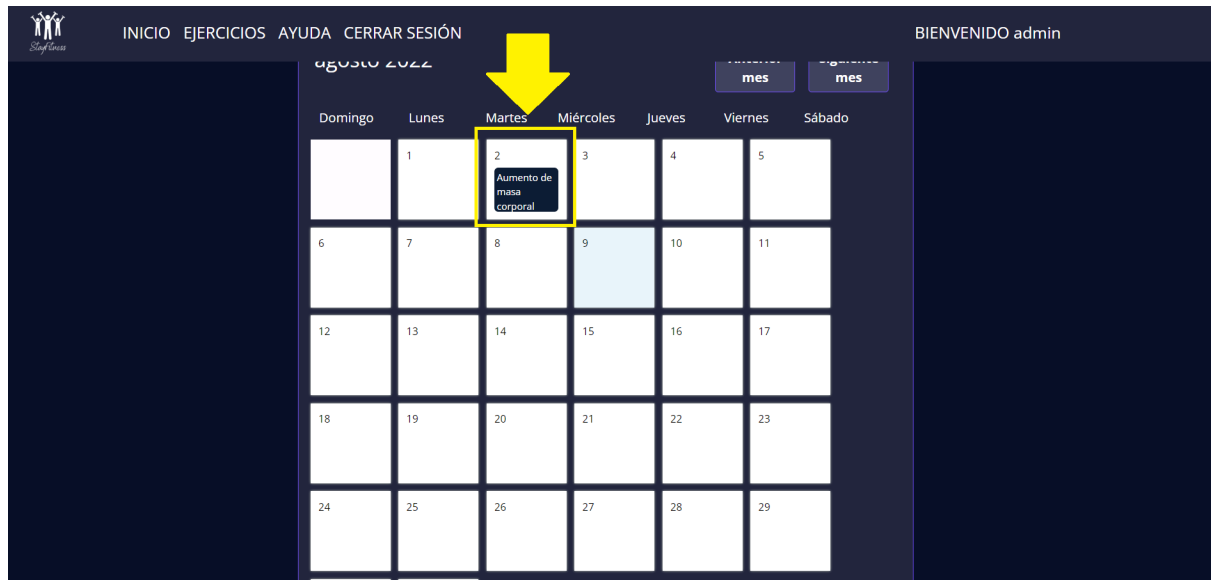 StayFitness
INICIO EJERCICIOS AYUDA CERRAR SESIÓN BIENVENIDO admin
agosto 2022
mes mes
Domingo Lunes Martes Miércoles Jueves Viernes Sábado
1 2 3 4 5
Aumento de
masa
corporal
6 7 8 9 10 11
12 13 14 15 16 17
18 19 20 21 22 23
24 25 26 27 28 29